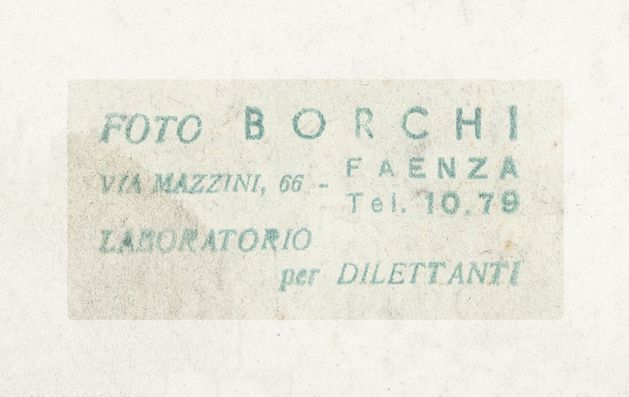 FOTO BORCHI
VIA MAZZINI, 66 - FAENZA
Tel. 10.79
LABORATORIO
per DILETTANTI